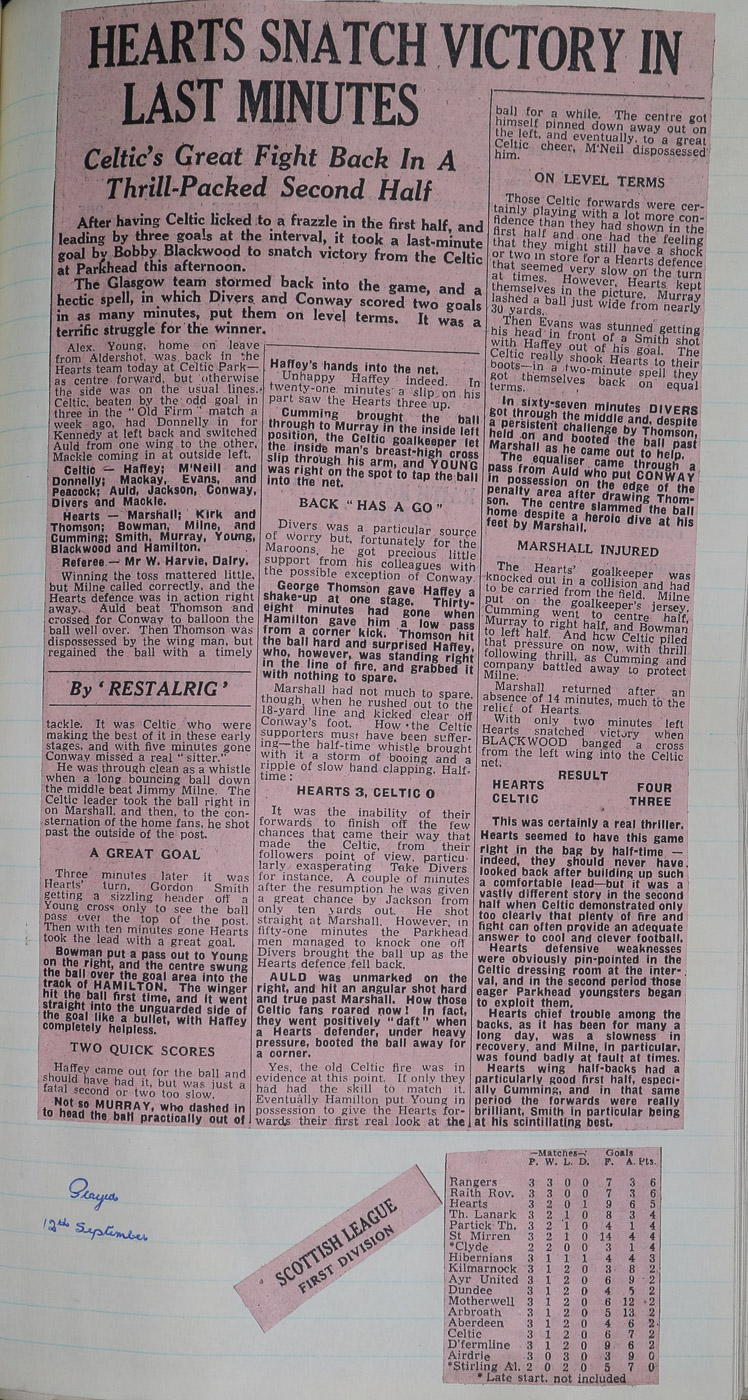 HEARTS SNATCH VICTORY IN
LAST MINUTES
Celtic's Great Fight Back In A
Thrill-Packed Second Half
After having Celtic licked to a frazzle in the first half, and
leading by three goals at the interval, it took a last-minute
goal by Bobby Blackwood to snatch victory from the Celtic
at Parkhead this afternoon.
The Glasgow team stormed back into the game, and a
hectic spell, in which Divers and Conway scored two goals
in as many minutes, put them on level terms. It was a
terrific struggle for the winner.
Alex. Young, home on leave
from Aldershot, was back in the
Hearts team today at Celtic Park—
as centre forward, but otherwise
the side was on the usual lines.
Celtic, beaten by the odd goal in
three in the "Old Firm" match a
week ago, had Donnelly in for
Kennedy at left back and switched
Auld from one wing to the other,
Mackle coming in at outside left.
Celtic — Haffey; M'Neill and
Donnelly; Mackay, Evans, and
Peacock; Auld, Jackson, Conway,
Divers and Mackle.
Hearts — Marshall; Kirk and
Thomson; Bowman, Milne, and
Cumming; Smith, Murray, Young,
Blackwood and Hamilton.
Referee — Mr W. Harvie, Dalry.
Winning the toss mattered little,
but Milne called correctly, and the
Hearts defence was in action right
away. Auld beat Thomson and
crossed for Conway to balloon the
ball well over. Then Thomson was
dispossessed by the wing man, but
regained the ball with a timely
By 'RESTALRIG'
tackle. It was Celtic who were
making the best of it in these early
stages, and with five minutes gone
Conway missed a real "sitter."
He was through clean as a whistle
when a long bouncing ball down
the middle beat Jimmy Milne. The
Celtic leader took the ball right in
on Marshall, and then, to the con-
sternation of the home fans, he shot
past the outside of the post.
A GREAT GOAL
Three minutes later it was
Hearts' turn, Gordon Smith
getting a sizzling header off a
Young cross only to see the ball
pass over the top of the post.
Then with ten minutes gone Hearts
took the lead with a great goal.
Bowman put a pass out to Young
on the right, and the centre swung
the ball over the goal area into the
track of HAMILTON. The winger
hit the ball first time, and it went
straight into the unguarded side of
the goal like a bullet, with Haffey
completely helpless.
TWO QUICK SCORES
Haffey came out for the ball and
should have had it, but was just a
fatal second or two too slow.
Not so MURRAY, who dashed in
to head the ball practically out of
Haffey's hands into the net.
Unhappy Haffey indeed. In
twenty-one minutes a slip on his
part saw the Hearts three up.
Cumming brought the ball
through to Murray in the inside left
position, the Celtic goalkeeper let
the inside man's breast-high cross
slip through his arm, and YOUNG
was right on the spot to tap the ball
into the net.
BACK "HAS A GO"
Divers was a particular source
of worry but, fortunately for the
Maroons, he got precious little
support from his colleagues with
the possible exception of Conway.
George Thomson gave Haffey a
shake-up at one stage. Thirty-
eight minutes had gone when
Hamilton gave him a low pass
from a corner kick. Thomson hit
the ball hard and surprised Haffey,
who, however, was standing right
in the line of fire, and grabbed it
with nothing to spare.
Marshall had not much to spare,
though, when he rushed out to the
18-yard line and kicked clear off
Conway's foot. How the Celtic
supporters must have been suffer-
ing—the half-time whistle brought
with it a storm of booing and a
ripple of slow hand clapping. Half-
time:
HEARTS 3, CELTIC 0
It was the inability of their
forwards to finish off the few
chances that came their way that
made the Celtic, from their
followers point of view, particu-
larly exasperating Take Divers
for instance. A couple of minutes
after the resumption he was given
a great chance by Jackson from
only ten yards out. He shot
straight at Marshall. However, in
fifty-one minutes the Parkhead
men managed to knock one off
Divers brought the ball up as the
Hearts defence fell back.
AULD was unmarked on the
right, and hit an angular shot hard
and true past Marshall. How those
Celtic fans roared now! In fact,
they went positively "daft" when
a Hearts defender, under heavy
pressure, booted the ball away for
a corner.
Yes, the old Celtic fire was in
evidence at this point. If only they
had had the skill to match it.
Eventually Hamilton put Young in
possession to give the Hearts for-
wards their first real look at the
ball for a while. The centre got
himself pinned down away out on
the left, and eventually, to a great
Celtic cheer, M'Neil dispossessed
him.
ON LEVEL TERMS
Those Celtic forwards were cer-
tainly playing with a lot more con-
fidence than they had shown in the
first half and one had the feeling
that they might still have a shock
or two in store for a Hearts defence
that seemed very slow on the turn
at times. However, Hearts kept
themselves in the picture. Murray
lashed a ball just wide from nearly
30 yards.
Then Evans was stunned getting
his head in front of a Smith shot
with Haffey out of his goal. The
Celtic really shook Hearts to their
boots—in a two-minute spell they
got themselves back on equal
terms.
In sixty-seven minutes DIVERS
got through the middle and, despite
a persistent challenge by Thomson,
held on and booted the ball past
Marshall as he came out to help.
The equaliser came through a
pass from Auld who put CONWAY
in possession on the edge of the
penalty area after drawing Thom-
son. The centre slammed the ball
home despite a heroic dive at his
feet by Marshall.
MARSHALL INJURED
The Hearts' goalkeeper was
knocked out in a collision and had
to be carried from the field. Milne
put on the goalkeeper's jersey.
Cumming went to centre half,
Murray to right half, and Bowman
to left half. And how Celtic piled
that pressure on now, with thrill
following thrill, as Cumming and
company battled away to protect
Milne.
Marshall returned after an
absence of 14 minutes, much to the
relief of Hearts.
With only two minutes left
Hearts snatched victory when
BLACKWOOD banged a cross
from the left wing into the Celtic
net.
RESULT
HEARTS FOUR
CELTIC THREE
This was certainly a real thriller.
Hearts seemed to have this game
right in the bag by half-time —
indeed, they should never have
looked back after building up such
a comfortable lead—but it was a
vastly different story in the second
half when Celtic demonstrated only
too clearly that plenty of fire and
fight can often provide an adequate
answer to cool and clever football.
Hearts defensive weaknesses
were obviously pin-pointed in the
Celtic dressing room at the inter-
val, and in the second period those
eager Parkhead youngsters began
to exploit them.
Hearts chief trouble among the
backs, as it has been for many a
long day, was a slowness in
recovery, and Milne, in particular,
was found badly at fault at times.
Hearts wing half-backs had a
particularly good first half, especi-
ally Cumming, and in that same
period the forwards were really
brilliant, Smith in particular being
at his scintillating best.
Played
12th September
SCOTTISH LEAGUE
FIRST DIVISION
—Matches— Goals
P. W. L. D. F. A. Pts.
Rangers 3 3 0 0 7 3 6
Raith Rov. 3 3 0 0 7 3 6
Hearts 3 2 0 1 9 6 5
Th. Lanark 3 2 1 0 8 3 4
Partick Th. 3 2 1 0 4 1 4
St Mirren 3 2 1 0 14 4 4
*Clyde 2 2 0 0 3 1 4
Hibernians 3 1 1 1 4 4 3
Kilmarnock 3 1 2 0 3 8 2
Ayr United 3 1 2 0 6 9 2
Dundee 3 1 2 0 4 5 2
Motherwell 3 1 2 0 6 12 2
Arbroath 3 1 2 0 5 13 2
Aberdeen 3 1 2 0 4 6 2
Celtic 3 1 2 0 6 7 2
D'fermline 3 1 2 0 9 6 2
Airdrie 3 0 3 0 3 9 0
*Stirling Al. 2 0 2 0 5 7 0
* Late start, not included